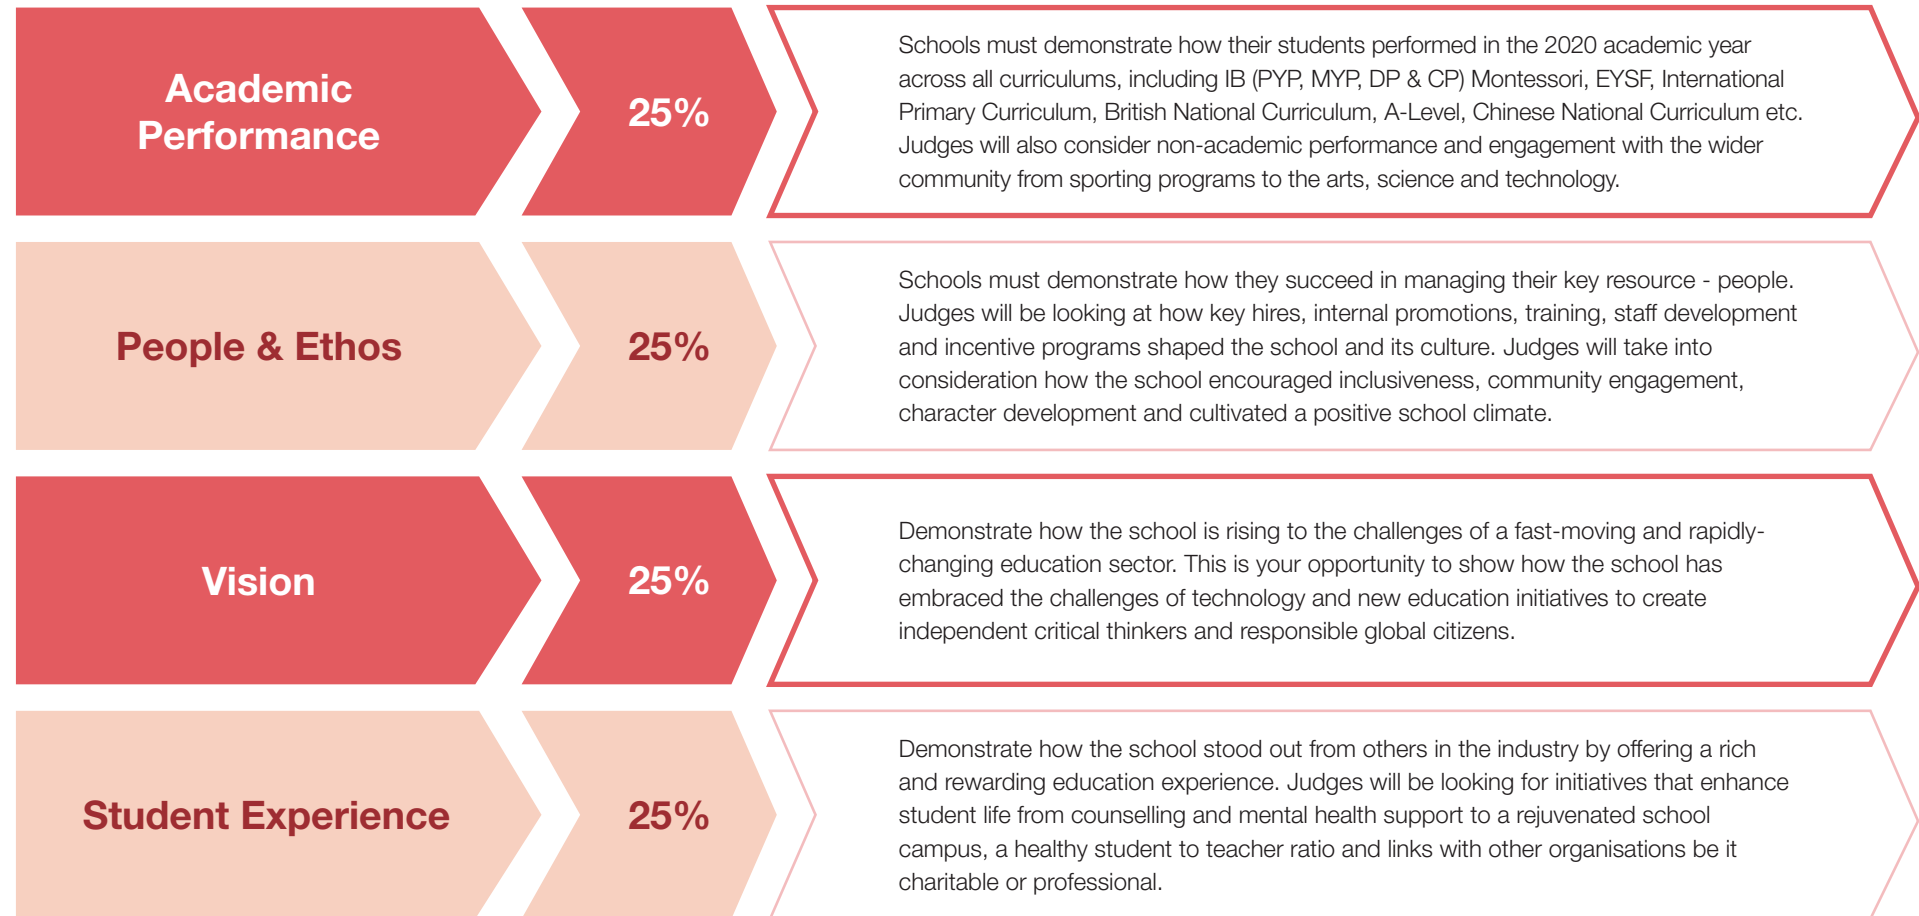 Academic
Performance
25%
Schools must demonstrate how their students performed in the 2020 academic year
across all curriculums, including IB (PYP, MYP, DP & CP) Montessori, EYSF, International
Primary Curriculum, British National Curriculum, A-Level, Chinese National Curriculum etc.
Judges will also consider non-academic performance and engagement with the wider
community from sporting programs to the arts, science and technology.
People & Ethos
25%
Schools must demonstrate how they succeed in managing their key resource - people.
Judges will be looking at how key hires, internal promotions, training, staff development
and incentive programs shaped the school and its culture. Judges will take into
consideration how the school encouraged inclusiveness, community engagement,
character development and cultivated a positive school climate.
Vision
25%
Demonstrate how the school is rising to the challenges of a fast-moving and rapidly-
changing education sector. This is your opportunity to show how the school has
embraced the challenges of technology and new education initiatives to create
independent critical thinkers and responsible global citizens.
Student Experience
25%
Demonstrate how the school stood out from others in the industry by offering a rich
and rewarding education experience. Judges will be looking for initiatives that enhance
student life from counselling and mental health support to a rejuvenated school
campus, a healthy student to teacher ratio and links with other organisations be it
charitable or professional.